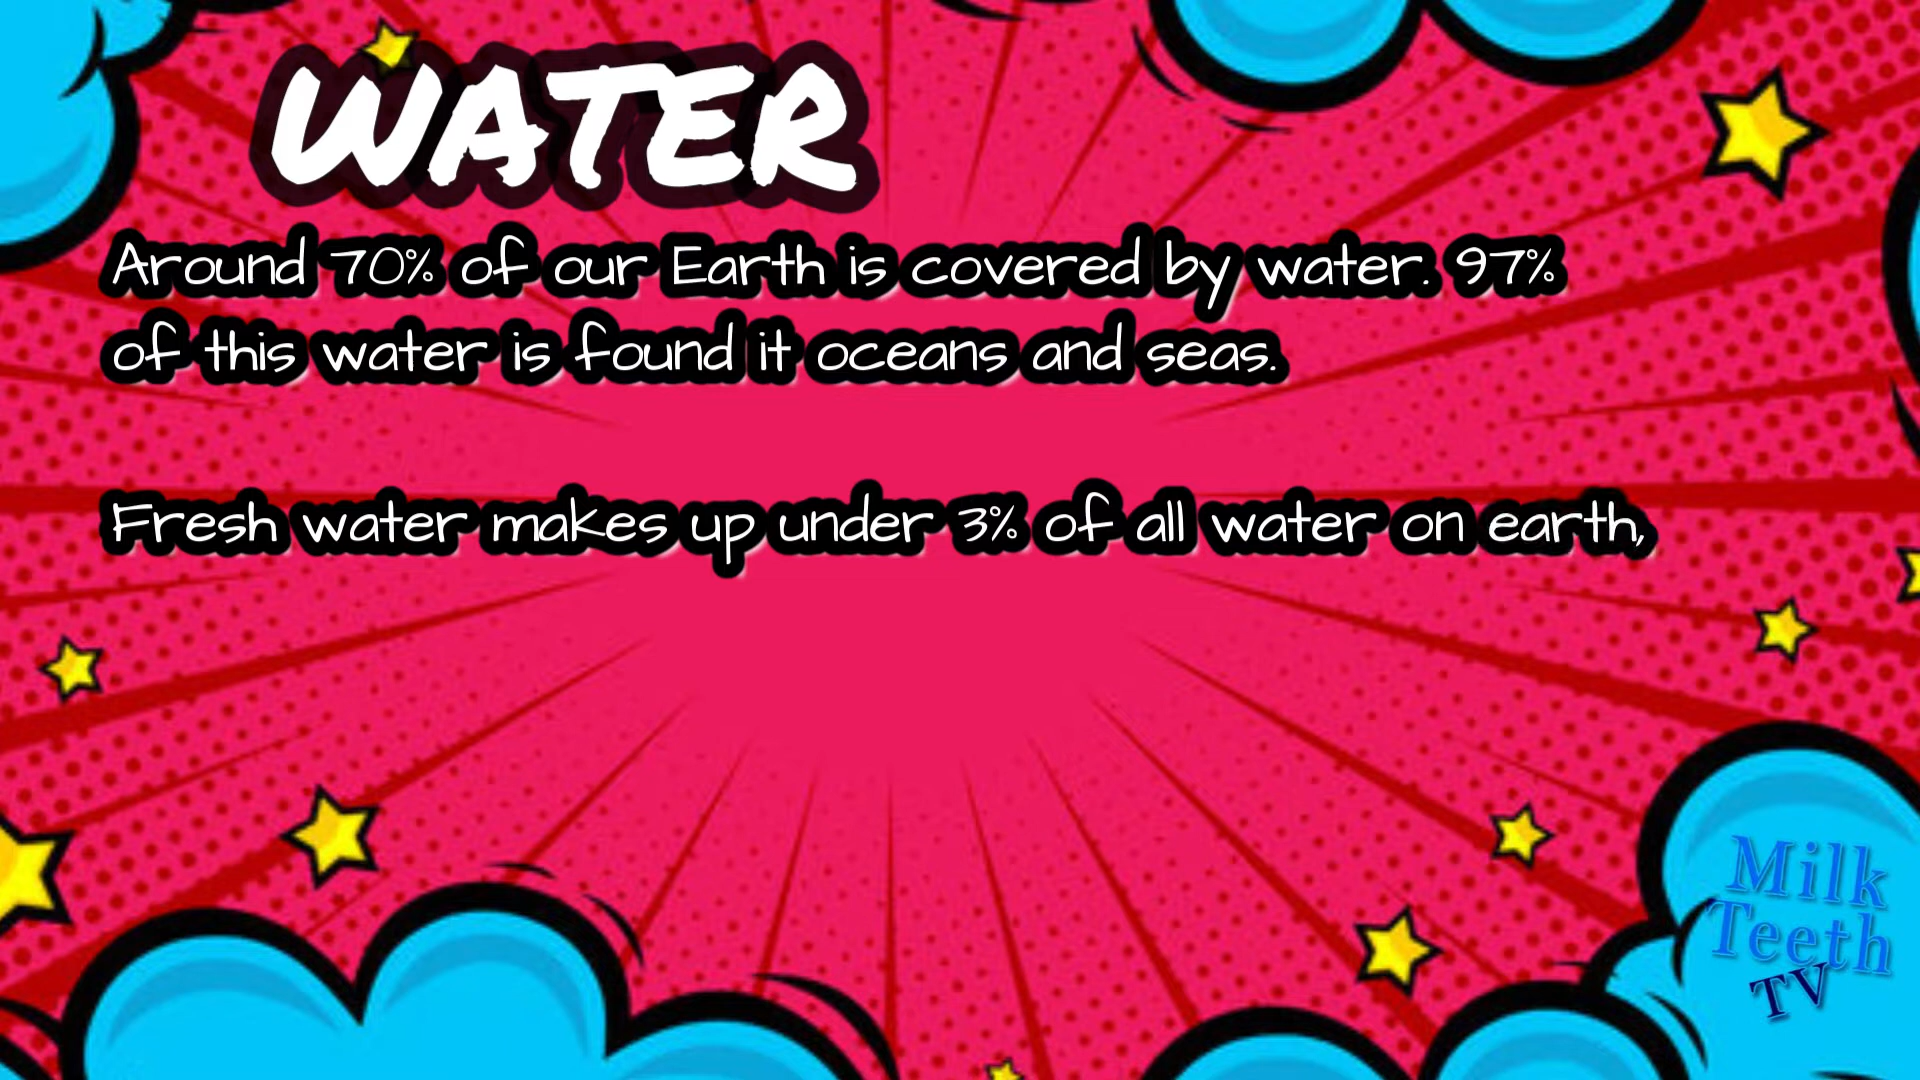 WATER
Around 70% of our Earth is covered by water. 97%
of this water is found it oceans and seas.
Fresh water makes up under 3% of all water on earth,
Milk
Teeth
TV